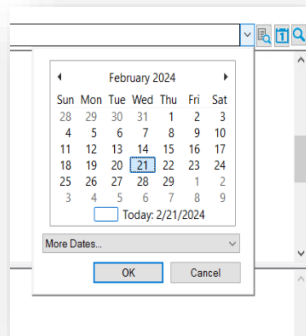 1
February 2024
Sun Mon Tue Wed Thu Fri Sat
28 29 30 31 1 2 3
4 5 6 7 8 9 10
11 12 13 14 15 16 17
18 19 20 21 22 23 24
25 26 27 28 29 1 2
3 4 5 6 7 8 9
Today: 2/21/2024
More Dates...
OK Cancel